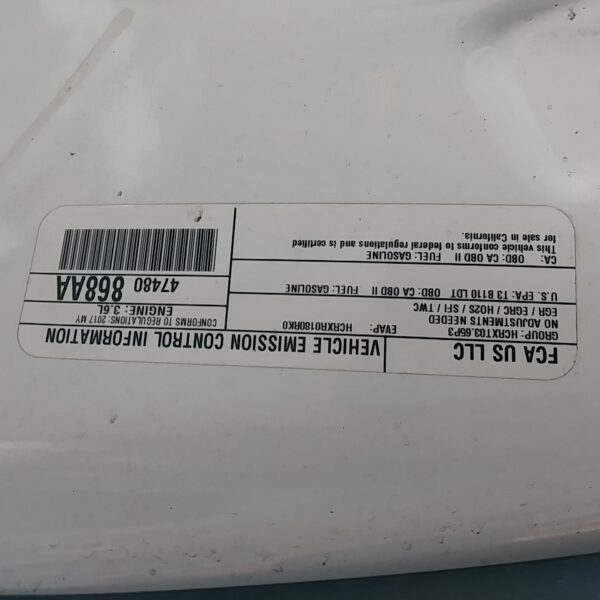 FCA US LLC
VEHICLE EMISSION CONTROL INFORMATION
GROUP: HCRXT03.65P3 EVAP: HCRXR0180RK0
NO ADJUSTMENTS NEEDED
EGR / EGRC / HO2S / SFI / TWC
U.S. EPA: T3 B110 LDT OBD: CA OBD II FUEL: GASOLINE
CA: OBD: CA OBD II FUEL: GASOLINE
This vehicle conforms to federal regulations and is certified
for sale in California.
CONFORMS TO REGULATIONS: 2017 MY
ENGINE: 3.6L
47480
868AA